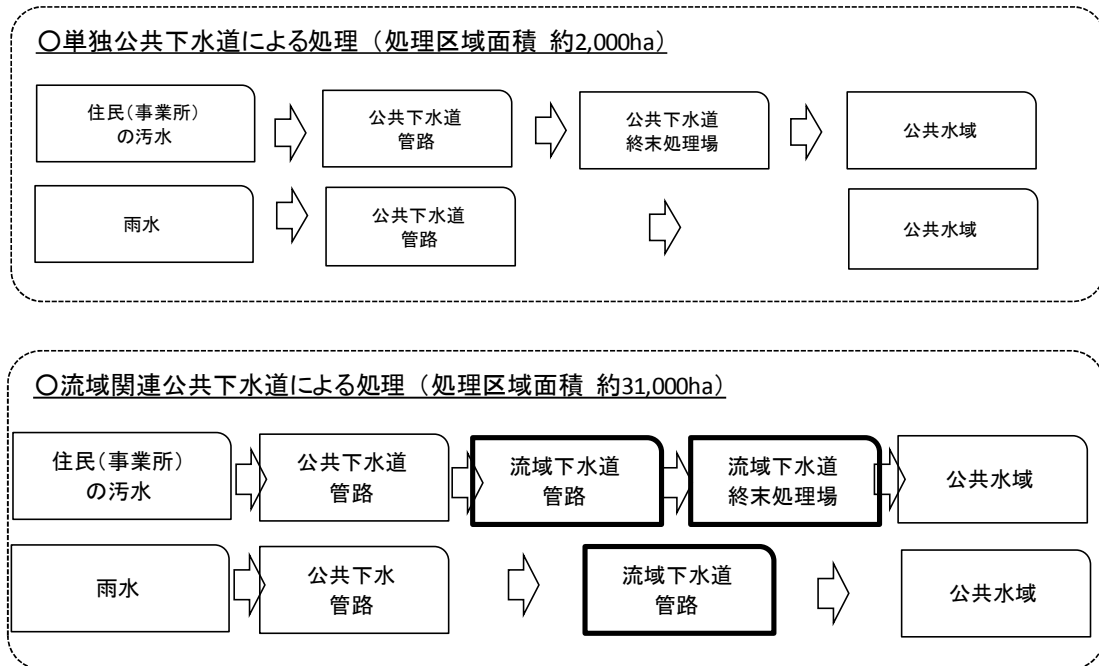 ○単独公共下水道による処理（処理区域面積 約2,000ha）
住民（事業所）
の汚水
公共下水道
管路
公共下水道
終末処理場
公共水域
雨水
公共下水道
管路
公共水域
○流域関連公共下水道による処理（処理区域面積 約31,000ha）
住民（事業所）
の汚水
公共下水道
管路
流域下水道
管路
流域下水道
終末処理場
公共水域
雨水
公共下水
管路
流域下水道
管路
公共水域